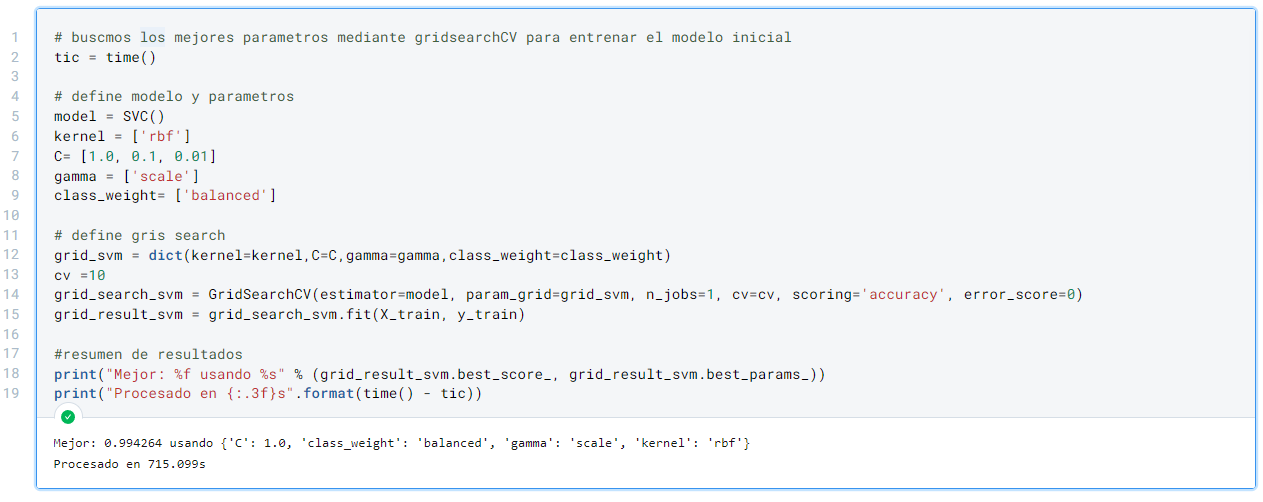 1 # buscmos los mejores parametros mediante gridsearchCV para entrenar el modelo inicial
2 tic = time()
3
4 # define modelo y parametros
5 model = SVC()
6 kernel = ['rbf']
7 C= [1.0, 0.1, 0.01]
8 gamma = ['scale']
9 class_weight= ['balanced']
10
11 # define gris search
12 grid_svm = dict(kernel=kernel,C=C,gamma=gamma,class_weight=class_weight)
13 cv =10
14 grid_search_svm = GridSearchCV(estimator=model, param_grid=grid_svm, n_jobs=1, cv=cv, scoring='accuracy', error_score=0)
15 grid_result_svm = grid_search_svm.fit(X_train, y_train)
16
17 #resumen de resultados
18 print("Mejor: %f usando %s" % (grid_result_svm.best_score_, grid_result_svm.best_params_))
19 print("Procesado en {:.3f}s".format(time() - tic))
Mejor: 0.994264 usando {'C': 1.0, 'class_weight': 'balanced', 'gamma': 'scale', 'kernel': 'rbf'}
Procesado en 715.099s